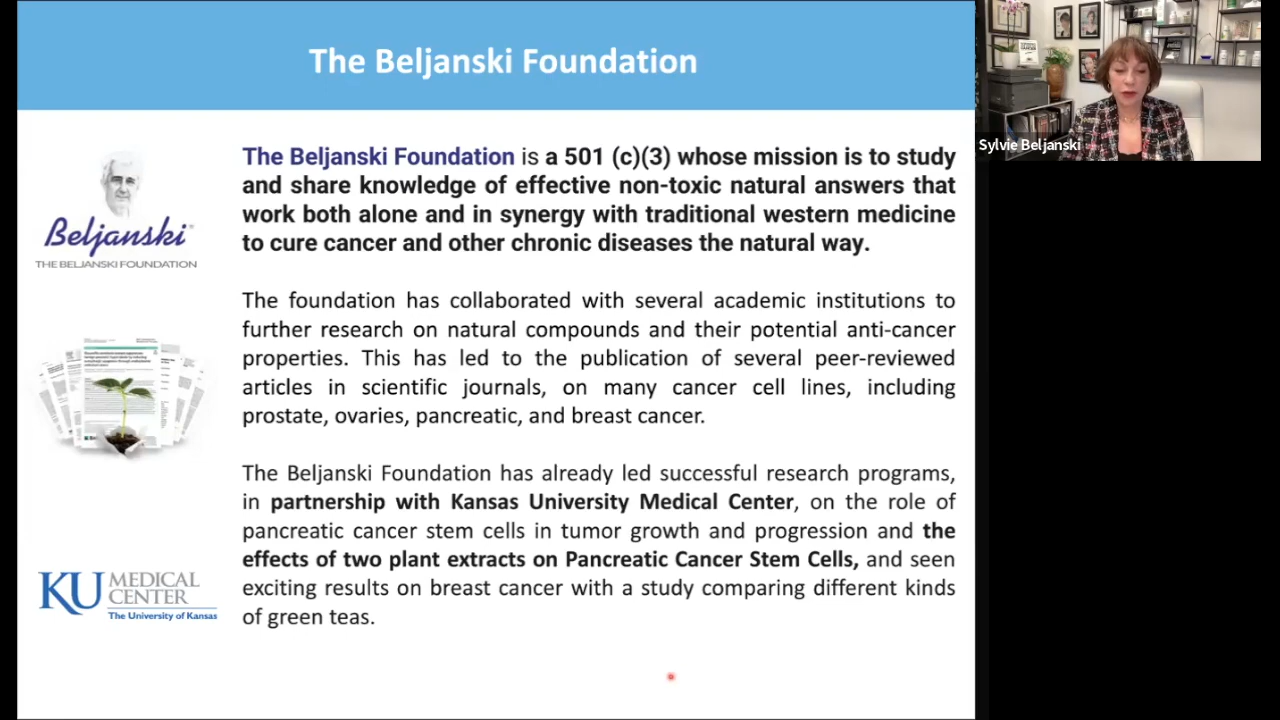 The Beljanski Foundation
Sylvie Beljanski
The Beljanski Foundation is a 501 (c)(3) whose mission is to study
and share knowledge of effective non-toxic natural answers that
work both alone and in synergy with traditional western medicine
to cure cancer and other chronic diseases the natural way.
Beljanski®
THE BELJANSKI FOUNDATION
The foundation has collaborated with several academic institutions to
further research on natural compounds and their potential anti-cancer
properties. This has led to the publication of several peer-reviewed
articles in scientific journals, on many cancer cell lines, including
prostate, ovaries, pancreatic, and breast cancer.
The Beljanski Foundation has already led successful research programs,
in partnership with Kansas University Medical Center, on the role of
pancreatic cancer stem cells in tumor growth and progression and the
effects of two plant extracts on Pancreatic Cancer Stem Cells, and seen
exciting results on breast cancer with a study comparing different kinds
of green teas.
KU MEDICAL
CENTER
The University of Kansas